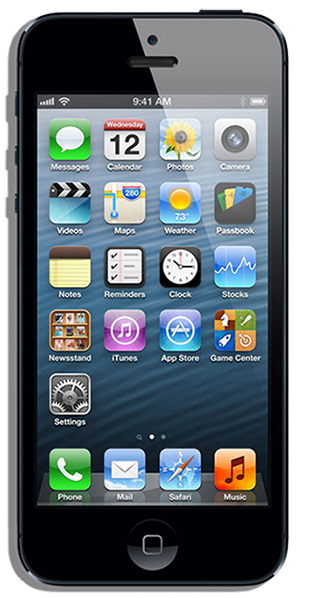 9:41 AM
Wednesday
12
280
73°
Messages Calendar Photos Camera
Videos Maps Weather Passbook
Notes Reminders Clock Stocks
Newsstand iTunes App Store Game Center
Settings
Phone Mail Safari Music